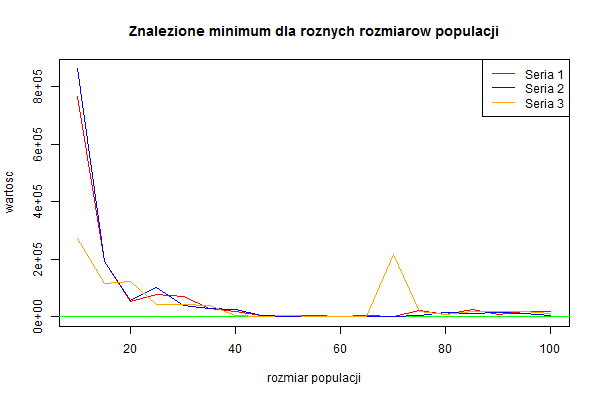 Znalezione minimum dla roznych rozmiarow populacji
Seria 1
Seria 2
Seria 3
8e+05
6e+05
4e+05
2e+05
0e+00
wartosc
20 40 60 80 100
rozmiar populacji